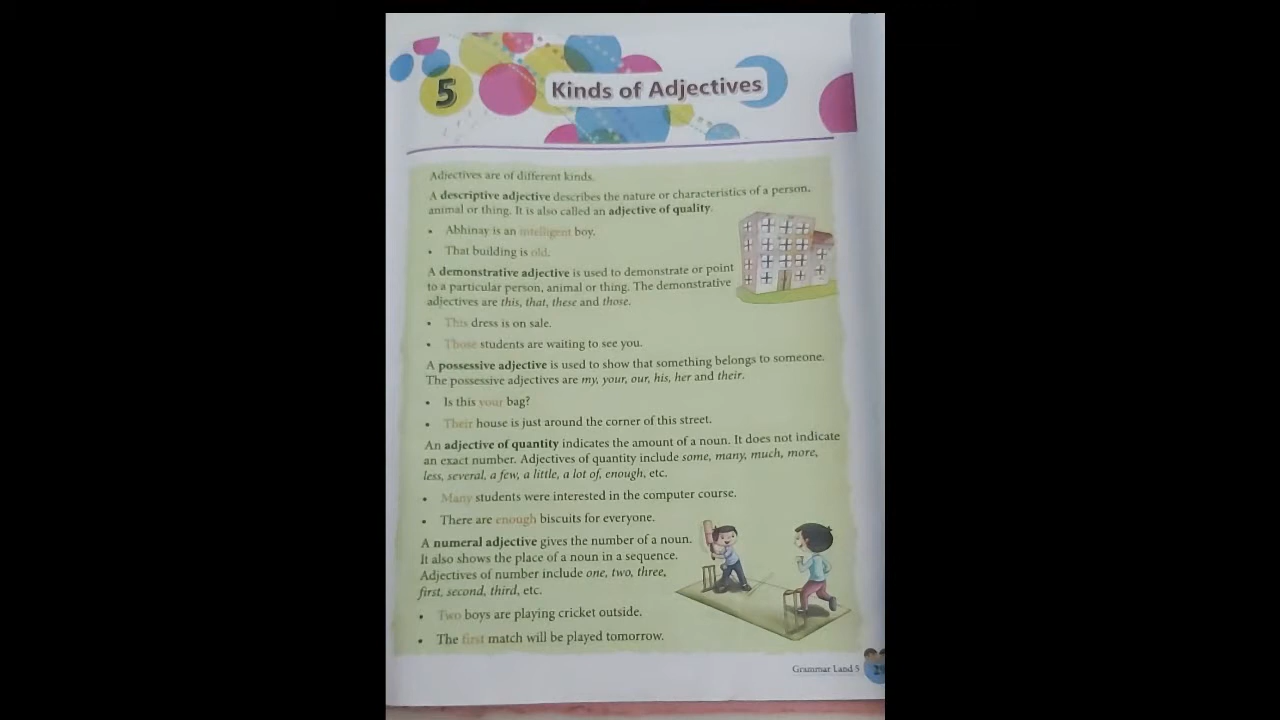 5
Kinds of Adjectives
Adjectives are of different kinds.
A descriptive adjective describes the nature or characteristics of a person,
animal or thing. It is also called an adjective of quality.
• Abhinay is an intelligent boy.
• That building is old.
A demonstrative adjective is used to demonstrate or point
to a particular person, animal or thing. The demonstrative
adjectives are this, that, these and those.
• This dress is on sale.
• Those students are waiting to see you.
A possessive adjective is used to show that something belongs to someone.
The possessive adjectives are my, your, our, his, her and their.
• Is this your bag?
• Their house is just around the corner of this street.
An adjective of quantity indicates the amount of a noun. It does not indicate
an exact number. Adjectives of quantity include some, many, much, more,
less, several, a few, a little, a lot of, enough, etc.
• Many students were interested in the computer course.
• There are enough biscuits for everyone.
A numeral adjective gives the number of a noun.
It also shows the place of a noun in a sequence.
Adjectives of number include one, two, three,
first, second, third, etc.
• Two boys are playing cricket outside.
• The first match will be played tomorrow.
Grammar Land 5